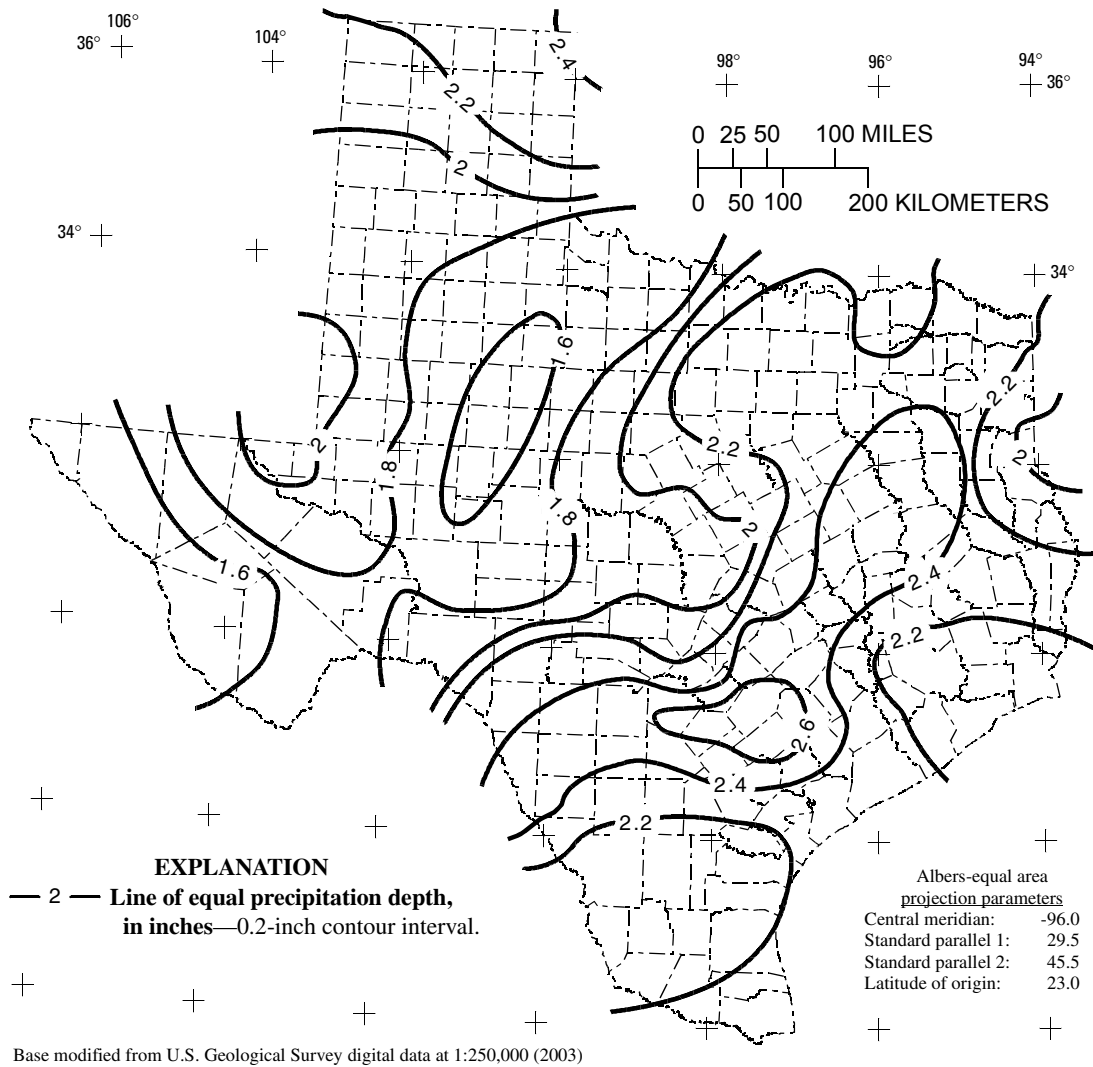 106°
36°
104°
98°
96°
94°
36°
2.4
2.2
0 25 50 100 MILES
0 50 100 200 KILOMETERS
2
34°
34°
1.6
2.2
2
1.8
2.2
2
1.8
2
1.6
2.4
2.2
2.6
2.4
2.2
EXPLANATION
2 Line of equal precipitation depth,
in inches—0.2-inch contour interval.
Albers-equal area
projection parameters
Central meridian: -96.0
Standard parallel 1: 29.5
Standard parallel 2: 45.5
Latitude of origin: 23.0
Base modified from U.S. Geological Survey digital data at 1:250,000 (2003)